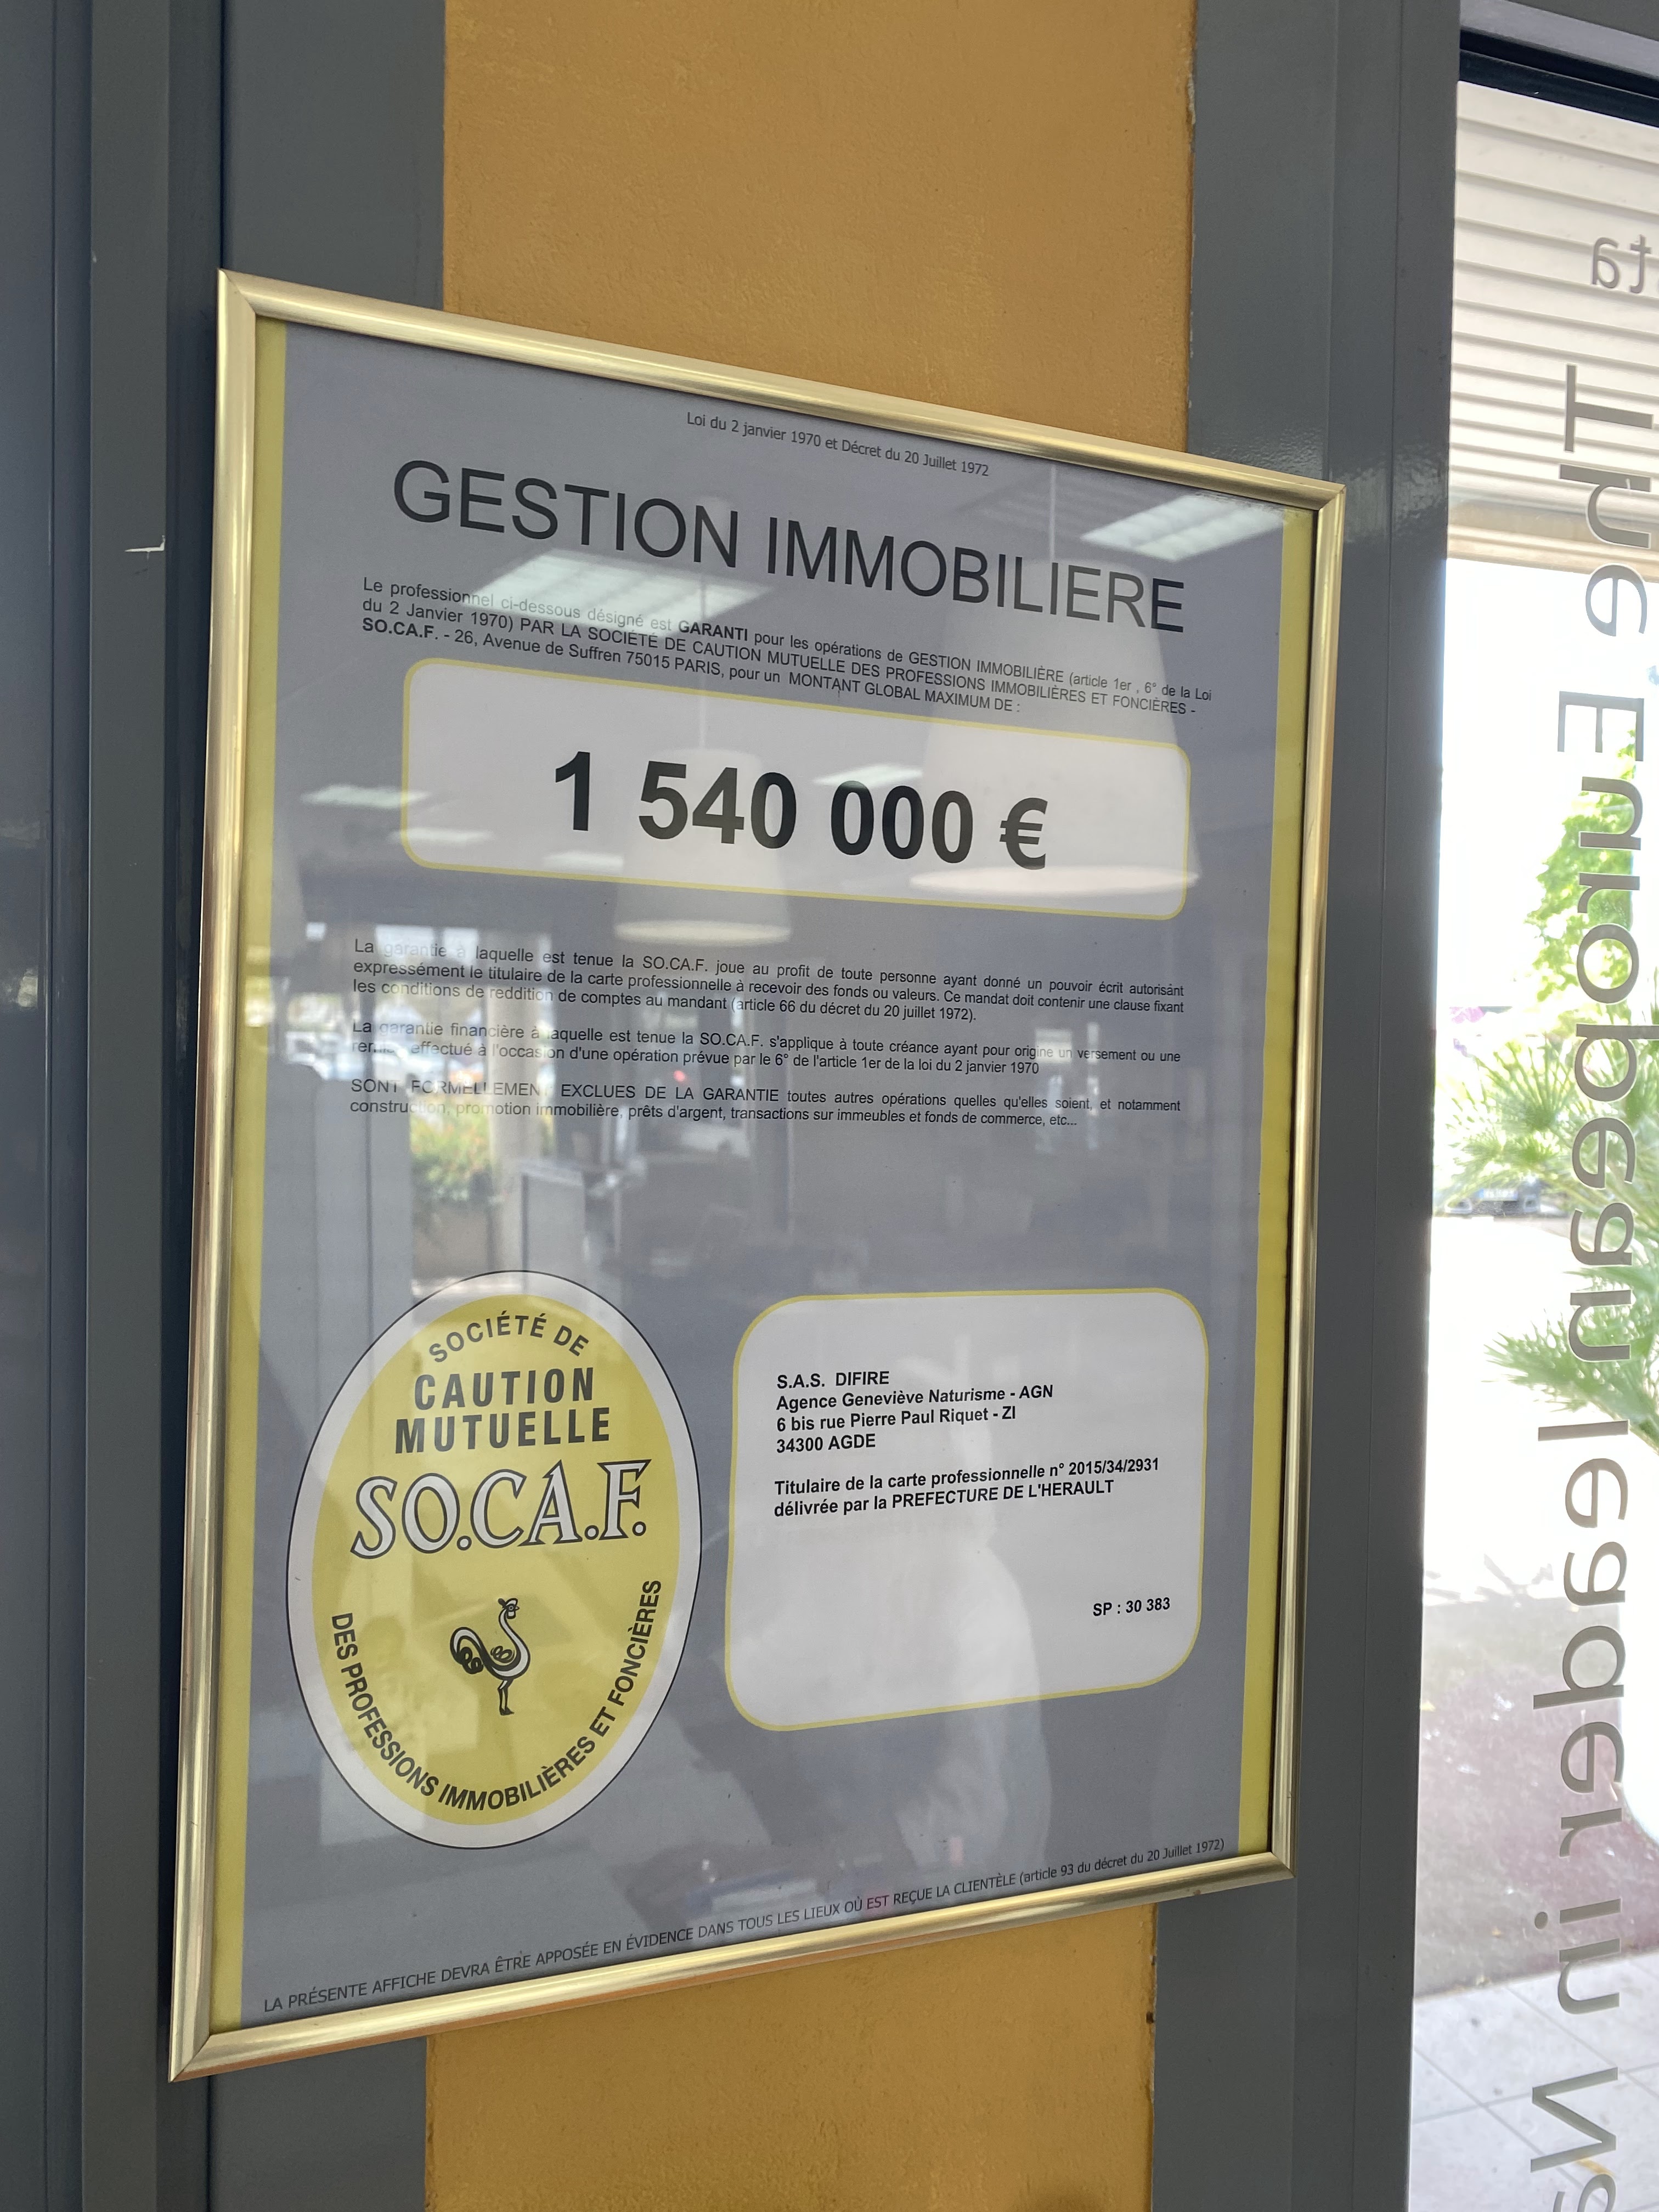 Loi du 2 janvier 1970 et Décret du 20 Juillet 1972
GESTION IMMOBILIERE
Le professionnel ci-dessous désigné est GARANTI pour les opérations de GESTION IMMOBILIÈRE (article 1er , 6° de la Loi
du 2 Janvier 1970) PAR LA SOCIÉTÉ DE CAUTION MUTUELLE DES PROFESSIONS IMMOBILIÈRES ET FONCIÈRES -
SO.CA.F. - 26, Avenue de Suffren 75015 PARIS, pour un MONTANT GLOBAL MAXIMUM DE :
1 540 000 €
La garantie à laquelle est tenue la SO.CA.F. joue au profit de toute personne ayant donné un pouvoir écrit autorisant
expressément le titulaire de la carte professionnelle à recevoir des fonds ou valeurs. Ce mandat doit contenir une clause fixant
les conditions de reddition de comptes au mandant (article 66 du décret du 20 juillet 1972).
La garantie financière à laquelle est tenue la SO.CA.F. s'applique à toute créance ayant pour origine un versement ou une
remise effectué à l'occasion d'une opération prévue par le 6° de l'article 1er de la loi du 2 janvier 1970
SONT FORMELLEMENT EXCLUES DE LA GARANTIE toutes autres opérations quelles qu'elles soient, et notamment
construction, promotion immobilière, prêts d'argent, transactions sur immeubles et fonds de commerce, etc...
SOCIÉTÉ DE
CAUTION
MUTUELLE
SO.CA.F.
DES PROFESSIONS IMMOBILIÈRES ET FONCIÈRES
S.A.S. DIFIRE
Agence Geneviève Naturisme - AGN
6 bis rue Pierre Paul Riquet - ZI
34300 AGDE
Titulaire de la carte professionnelle n° 2015/34/2931
délivrée par la PREFECTURE DE L'HERAULT
SP : 30 383
LA PRÉSENTE AFFICHE DEVRA ÊTRE APPOSÉE EN ÉVIDENCE DANS TOUS LES LIEUX OÙ EST REÇUE LA CLIENTÈLE (article 93 du décret du 20 Juillet 1972)
The European leader in